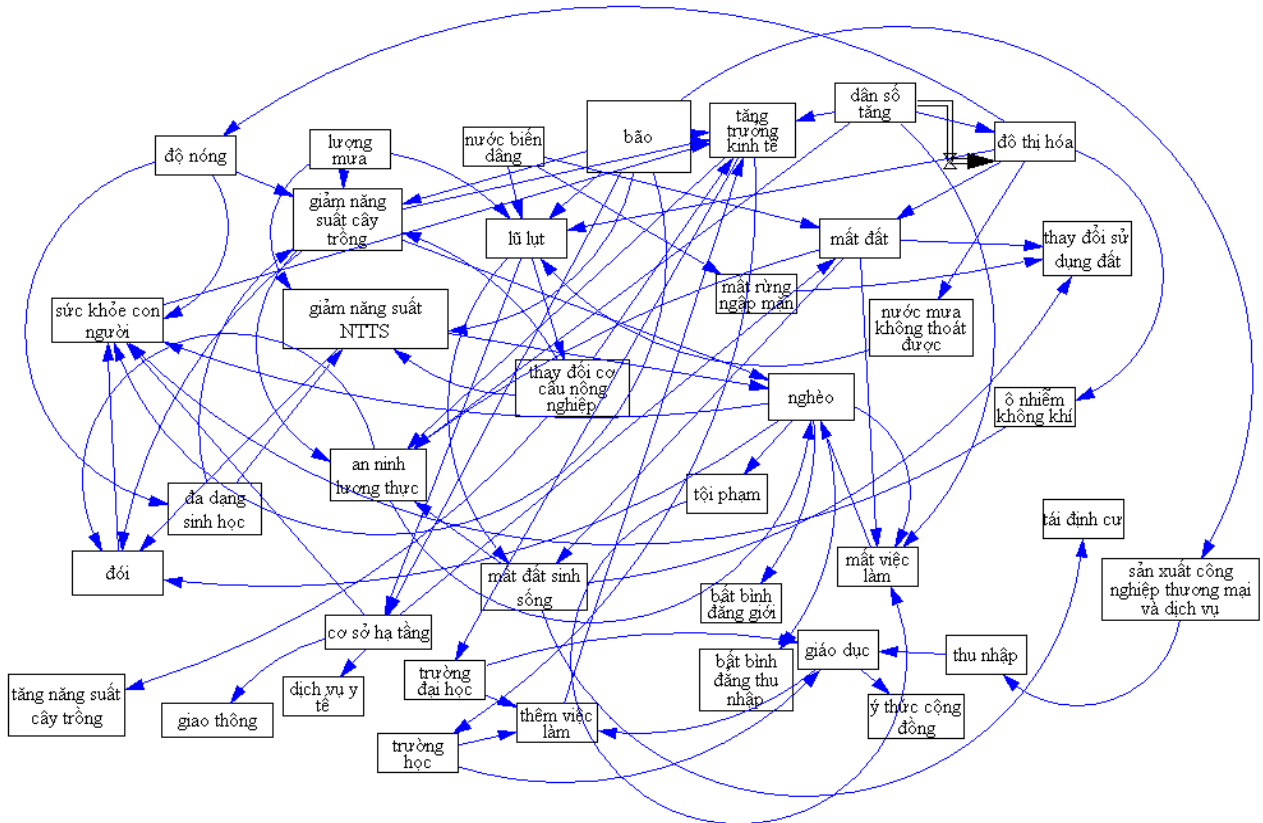 dân số
tăng
tăng
trưởng
kinh tế
bão
lượng
mưa
nước biển
dâng
đô thị hóa
độ nóng
giảm năng
suất cây
trồng
lũ lụt
mất đất
thay đổi sử
dụng đất
mất rừng
ngập mặn
sức khỏe con
người
giảm năng suất
NTTS
nước mưa
không thoát
được
thay đổi cơ
cấu nông
nghiệp
nghèo
ô nhiễm
không khí
an ninh
lương thực
đa dạng
sinh học
tội phạm
tái định cư
đói
mất đất sinh
sống
mất việc
làm
bất bình
đẳng giới
sản xuất công
nghiệp thương mại
và dịch vụ
cơ sở hạ tầng
giáo dục
thu nhập
trường
đại học
bất bình
đẳng thu
nhập
tăng năng suất
cây trồng
giao thông
dịch vụ y
tế
thêm việc
làm
ý thức cộng
đồng
trường
học